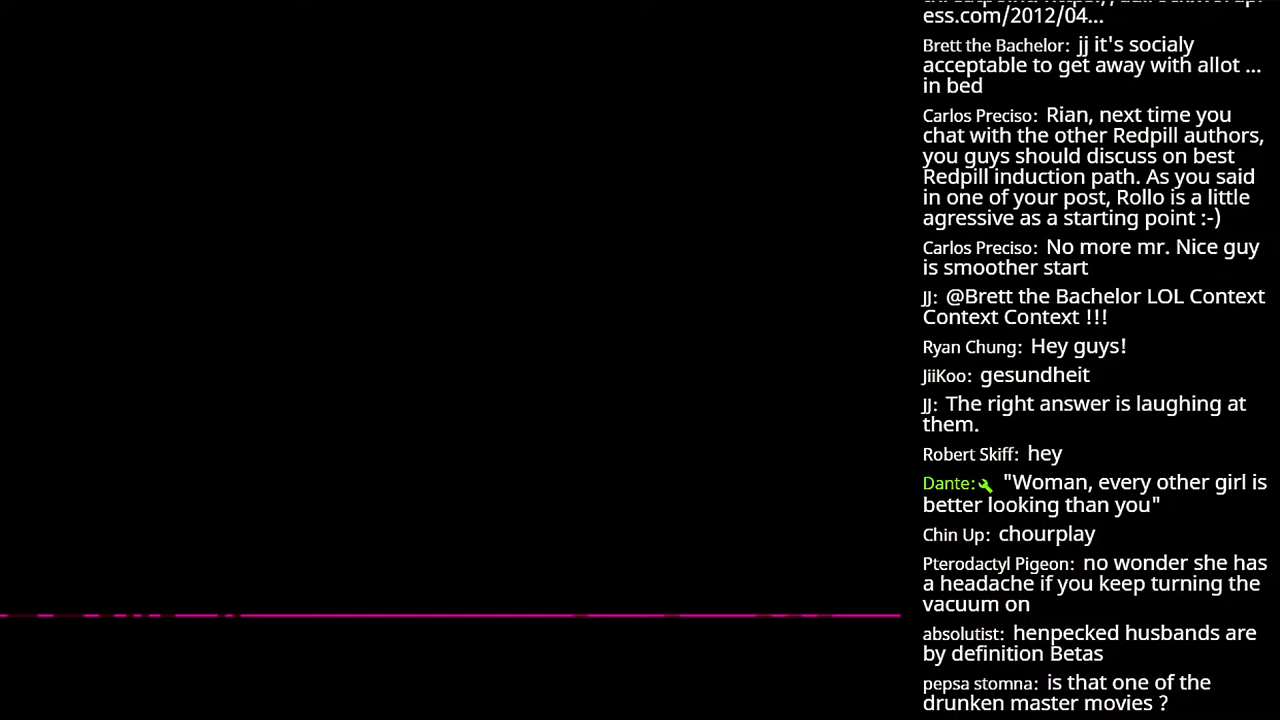 ess.com/2012/04...
Brett the Bachelor: jj it's socialy
acceptable to get away with allot ...
in bed
Carlos Preciso: Rian, next time you
chat with the other Redpill authors,
you guys should discuss on best
Redpill induction path. As you said
in one of your post, Rollo is a little
agressive as a starting point :-)
Carlos Preciso: No more mr. Nice guy
is smoother start
JJ: @Brett the Bachelor LOL Context
Context Context !!!
Ryan Chung: Hey guys!
JiiKoo: gesundheit
JJ: The right answer is laughing at
them.
Robert Skiff: hey
Dante: "Woman, every other girl is
better looking than you"
Chin Up: chourplay
Pterodactyl Pigeon: no wonder she has
a headache if you keep turning the
vacuum on
absolutist: henpecked husbands are
by definition Betas
pepsa stomna: is that one of the
drunken master movies ?